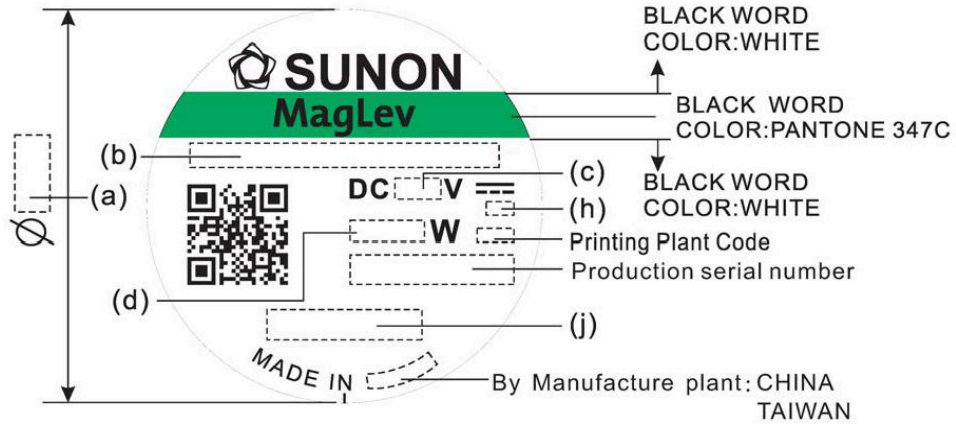 BLACK WORD
COLOR:WHITE
SUNON
MagLev
BLACK WORD
COLOR:PANTONE 347C
(b)
(c)
DC V
BLACK WORD
COLOR:WHITE
(a)
(h)
Ø
W
Printing Plant Code
Production serial number
(d)
(j)
MADE IN
By Manufacture plant: CHINA
TAIWAN